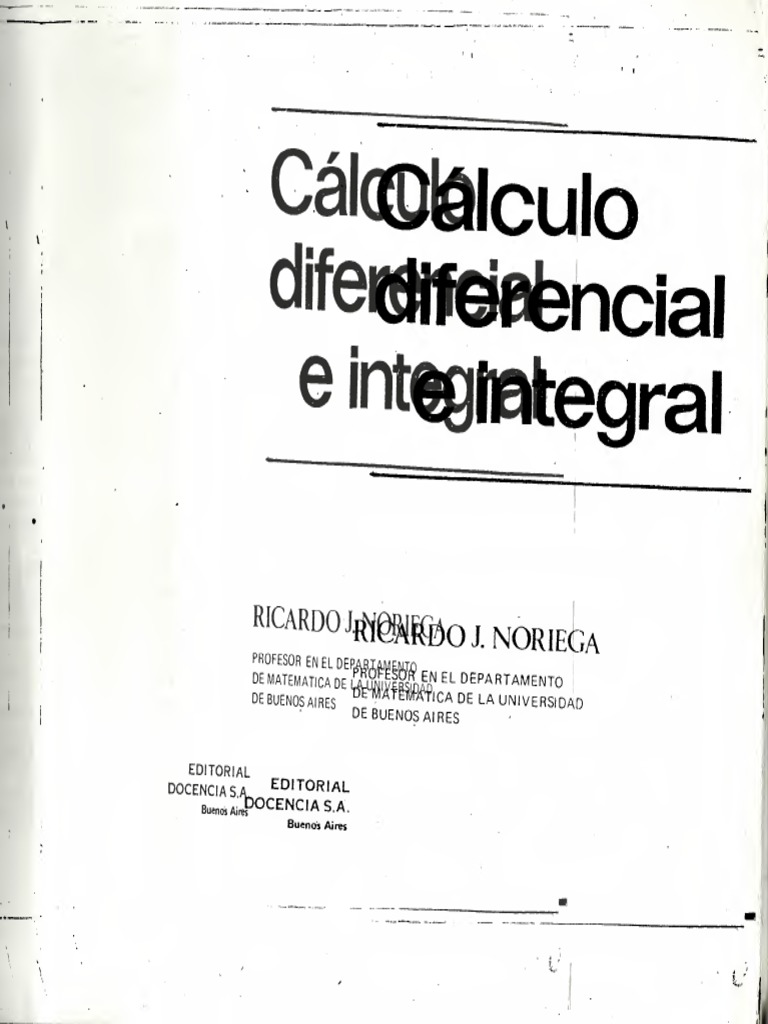 Cálculo
diferencial
e integral
RICARDO J. NORIEGA
PROFESOR EN EL DEPARTAMENTO
DE MATEMATICA DE LA UNIVERSIDAD
DE BUENOS AIRES
EDITORIAL
DOCENCIA S.A.
Buenos Aires